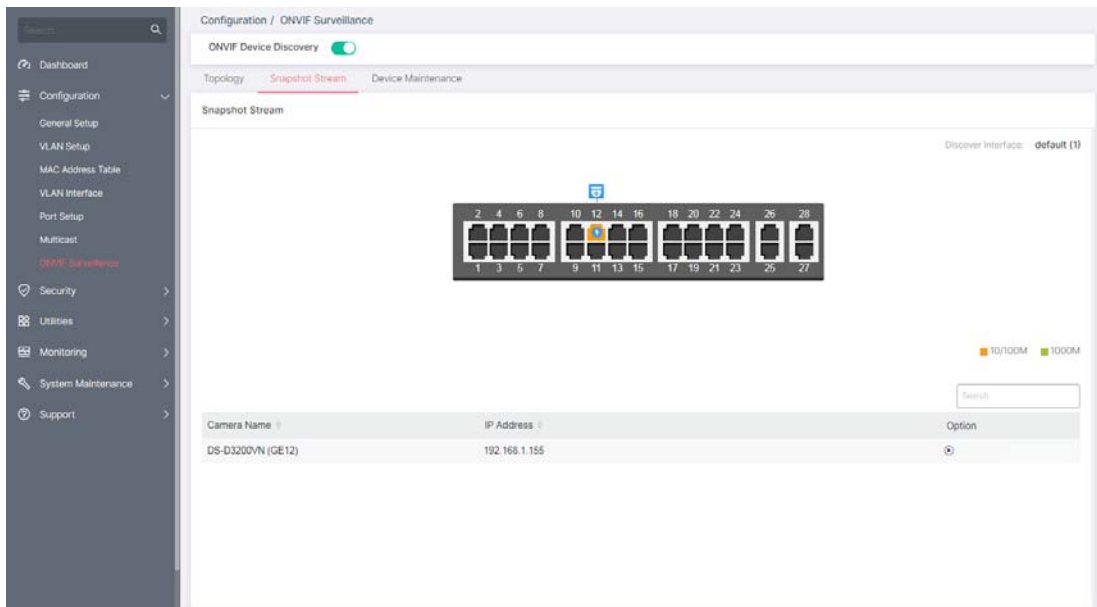 Search...
Dashboard
Configuration
General Setup
VLAN Setup
MAC Address Table
VLAN Interface
Port Setup
Multicast
ONVIF Surveillance
Security
Utilities
Monitoring
System Maintenance
Support
Configuration / ONVIF Surveillance
ONVIF Device Discovery
Topology Snapshot Stream Device Maintenance
Snapshot Stream
Discover Interface: default (1)
2 4 6 8 10 12 14 16 18 20 22 24 26 28
1 3 5 7 9 11 13 15 17 19 21 23 25 27
10/100M 1000M
Search
Camera Name IP Address Option
DS-D3200VN (GE12) 192.168.1.155